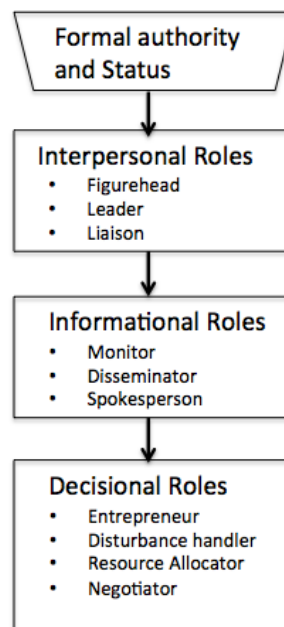 Formal authority
and Status
Interpersonal Roles
• Figurehead
• Leader
• Liaison
Informational Roles
• Monitor
• Disseminator
• Spokesperson
Decisional Roles
• Entrepreneur
• Disturbance handler
• Resource Allocator
• Negotiator